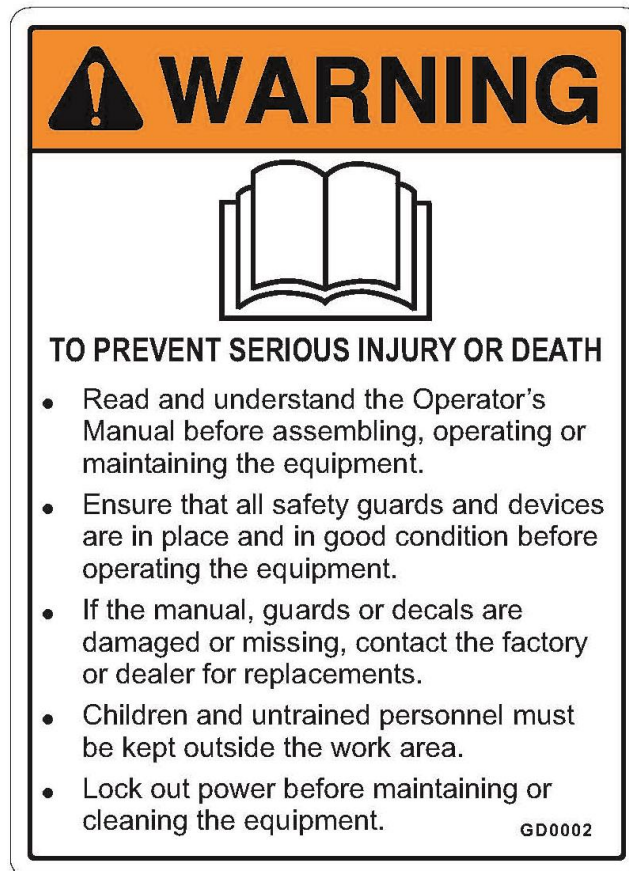 WARNING
TO PREVENT SERIOUS INJURY OR DEATH
• Read and understand the Operator's
Manual before assembling, operating or
maintaining the equipment.
• Ensure that all safety guards and devices
are in place and in good condition before
operating the equipment.
• If the manual, guards or decals are
damaged or missing, contact the factory
or dealer for replacements.
• Children and untrained personnel must
be kept outside the work area.
• Lock out power before maintaining or
cleaning the equipment.
GD0002